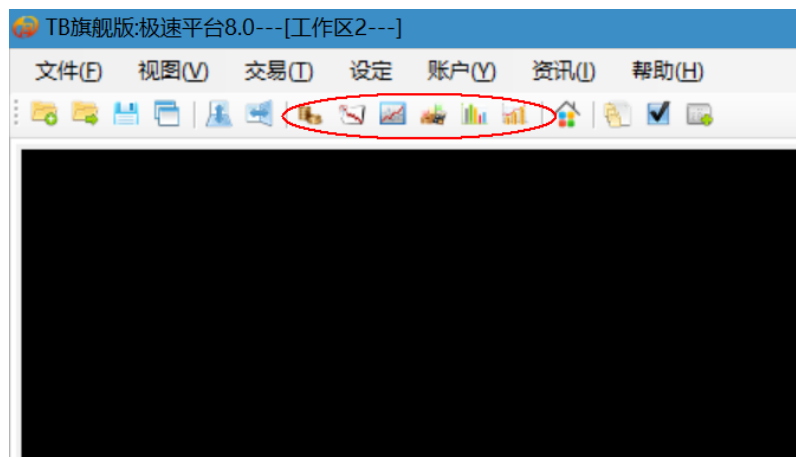 TB旗舰版:极速平台8.0---[工作区2---]
文件(F) 视图(V) 交易(T) 设定 账户(Y) 资讯(I) 帮助(H)